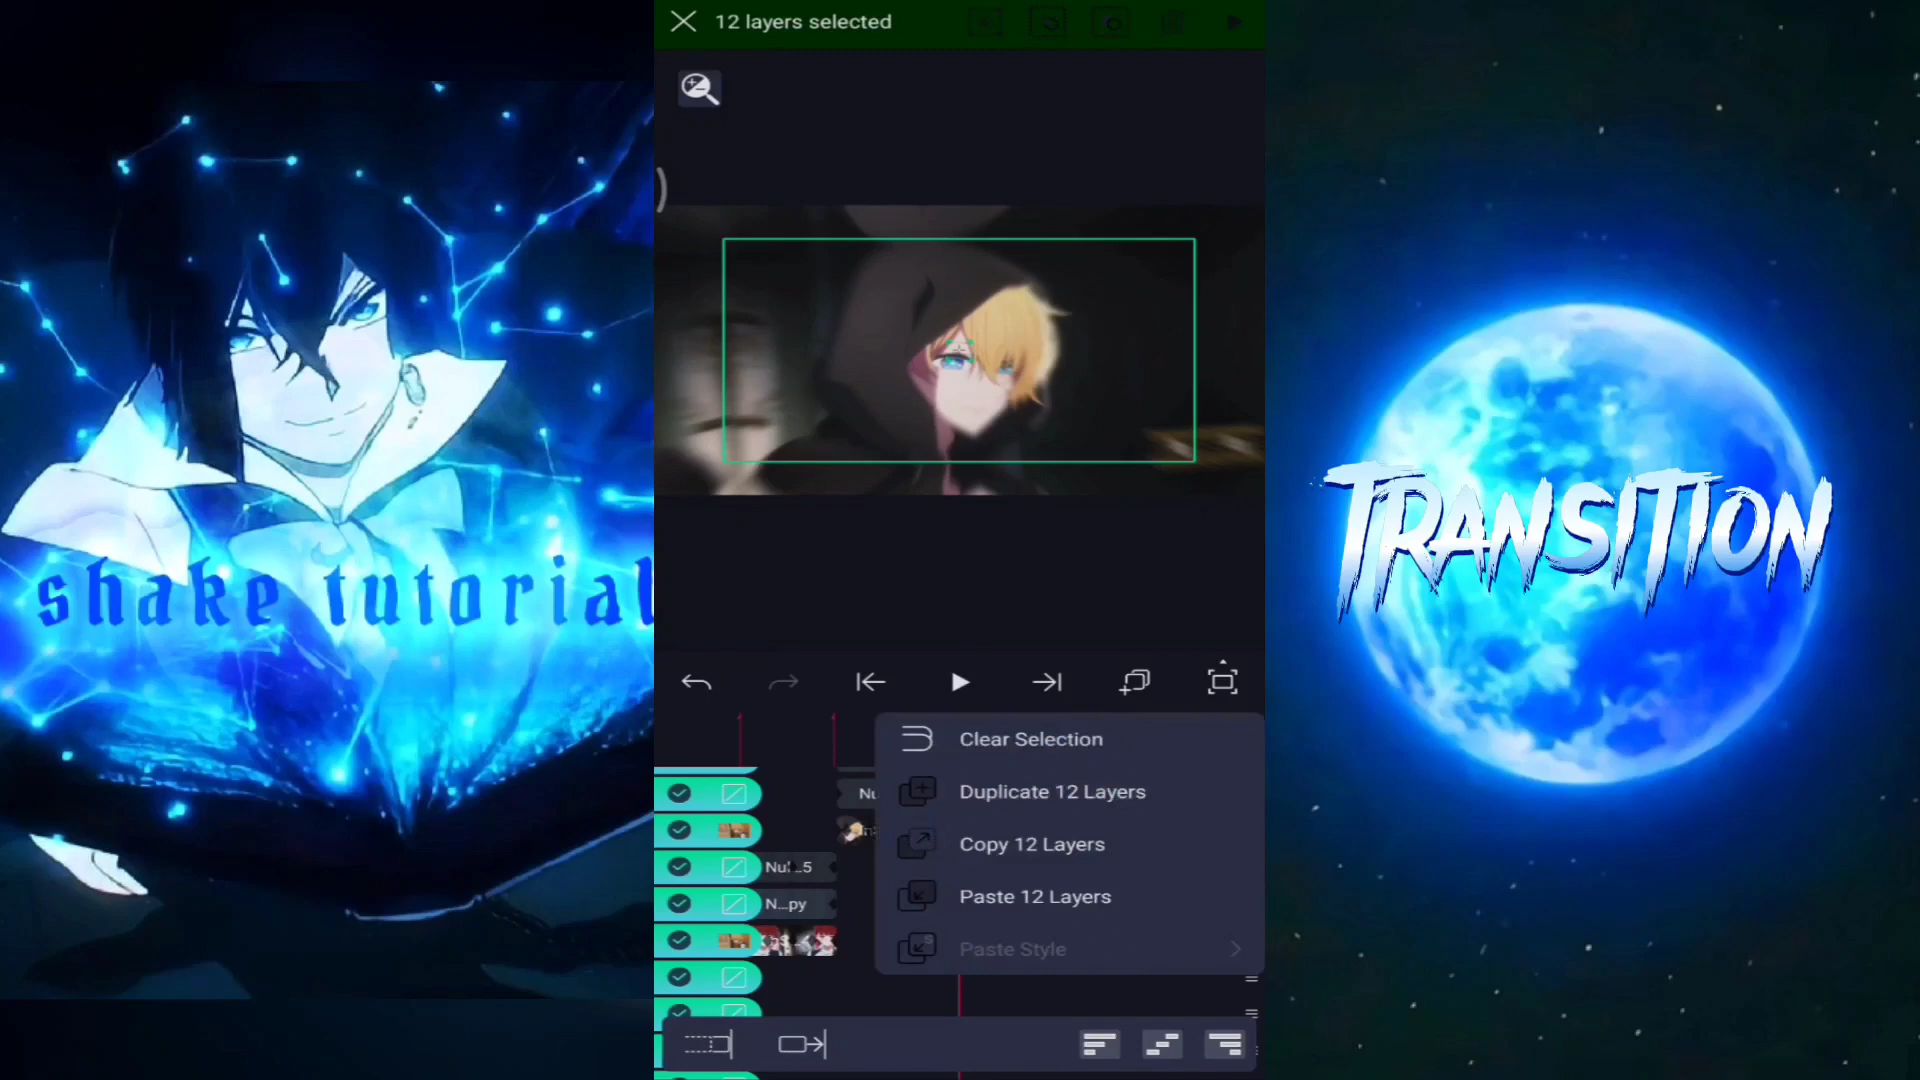 12 layers selected
shake tutorial
TRANSITION
Clear Selection
Duplicate 12 Layers
Copy 12 Layers
Paste 12 Layers
Paste Style
Nu
Nul...5
N...py